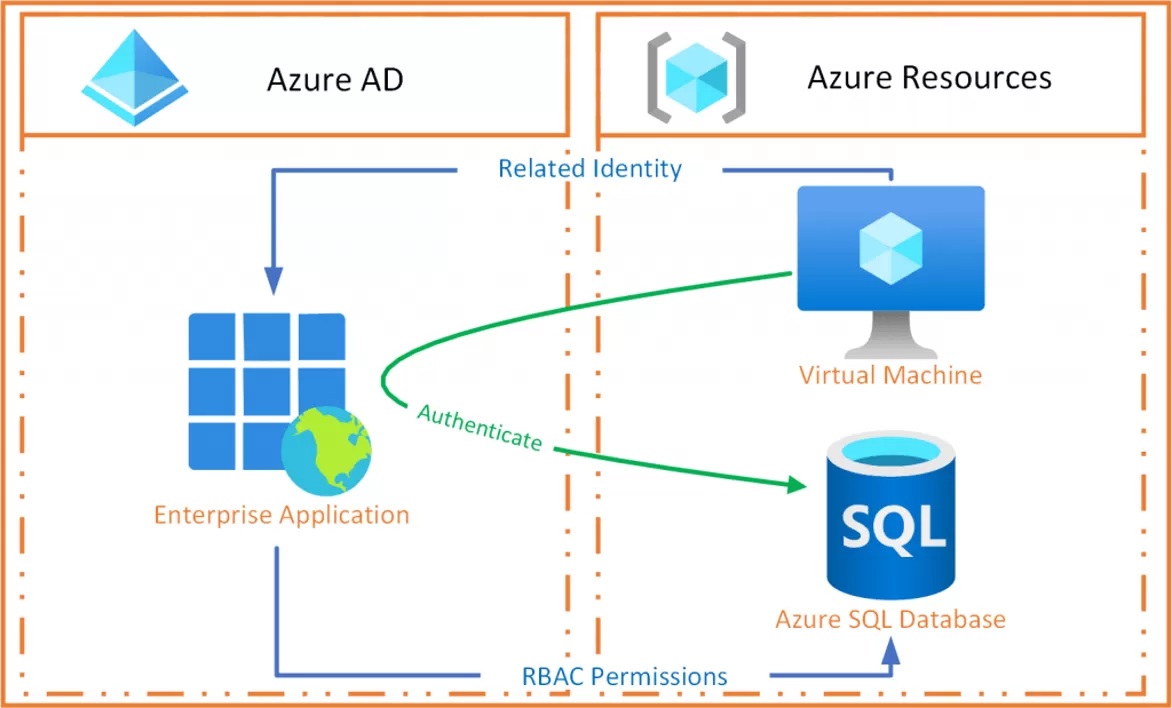 Azure AD
Azure Resources
Related Identity
Virtual Machine
Authenticate
Enterprise Application
SQL
Azure SQL Database
RBAC Permissions